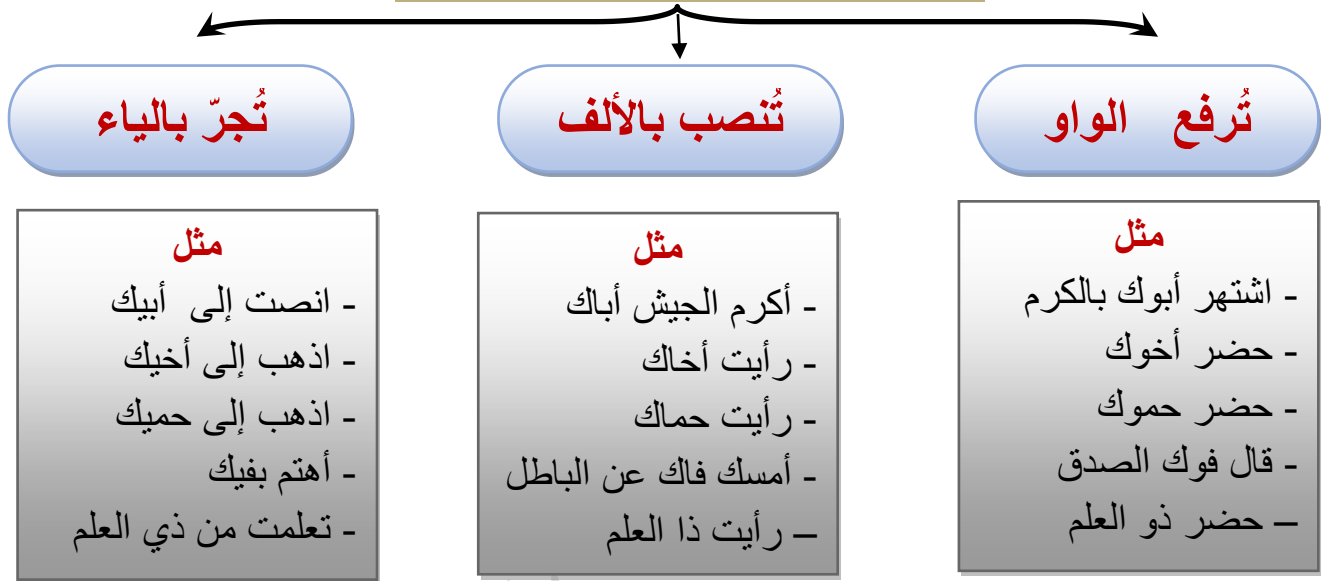 تُرفع الواو
تُنصب بالألف
تُجرّ بالياء
مثل
- اشتهر أبوك بالكرم
- حضر أخوك
- حضر حموك
- قال فوك الصدق
– حضر ذو العلم
مثل
- أكرم الجيش أباك
- رأيت أخاك
- رأيت حماك
- أمسك فاك عن الباطل
– رأيت ذا العلم
مثل
- انصت إلى أبيك
- اذهب إلى أخيك
- اذهب إلى حميك
- أهتم بفيك
- تعلمت من ذي العلم